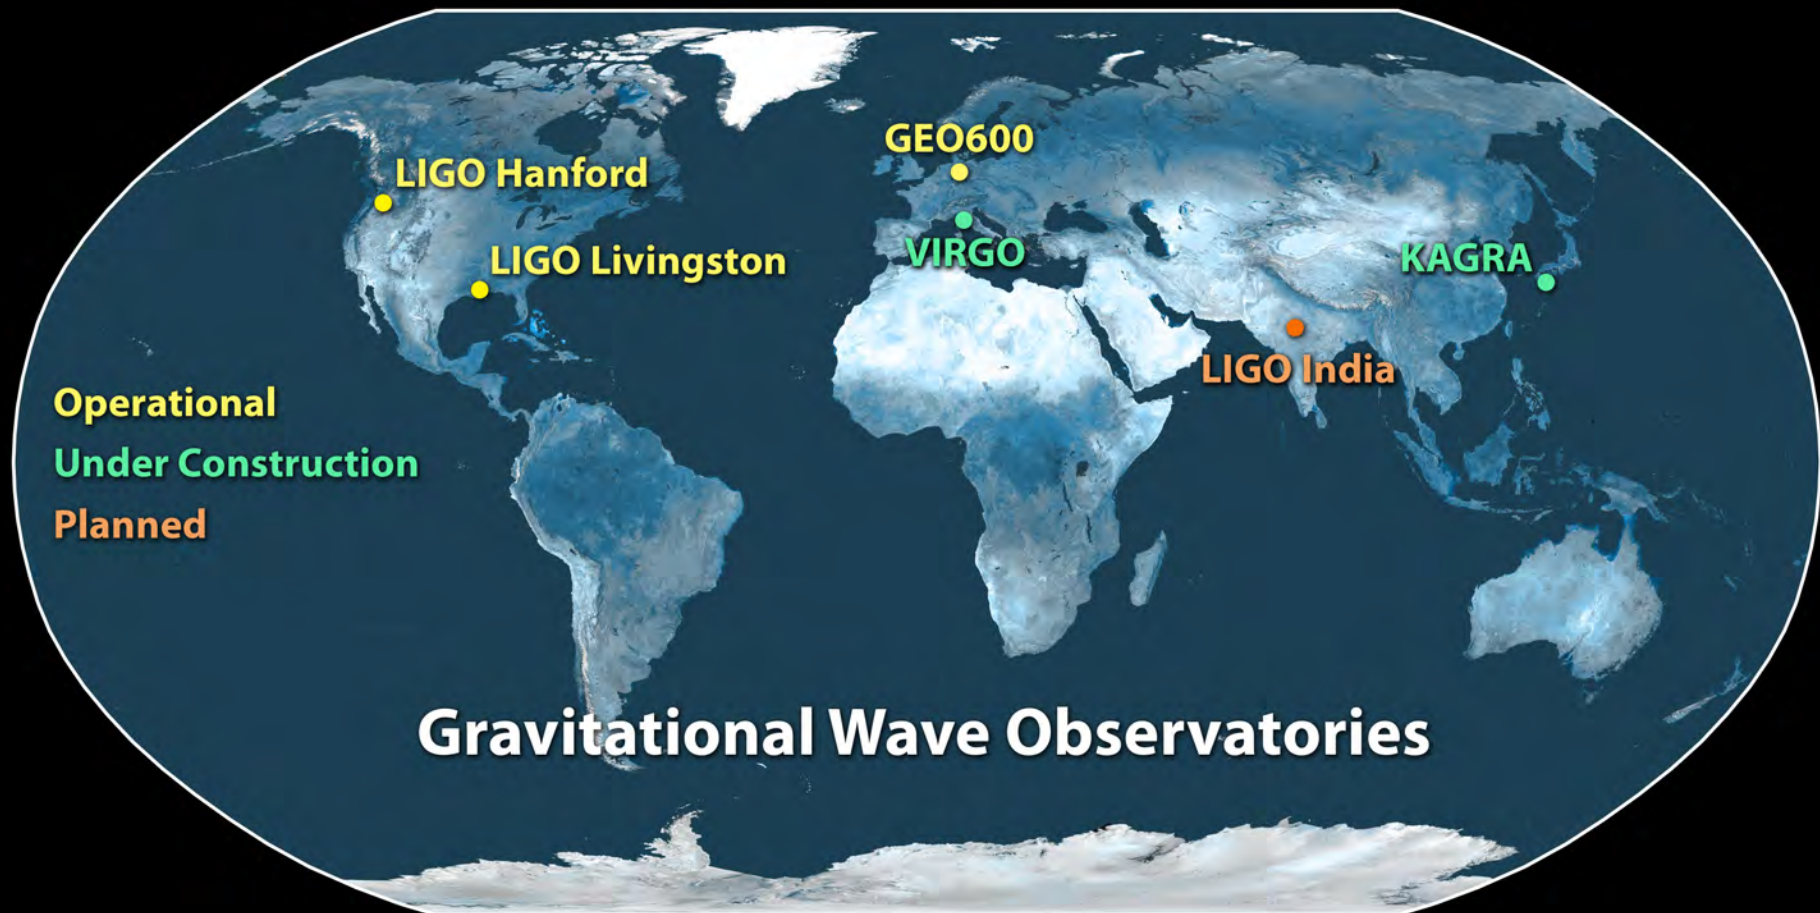 GEO600
LIGO Hanford
VIRGO
KAGRA
LIGO Livingston
LIGO India
Operational
Under Construction
Planned
Gravitational Wave Observatories